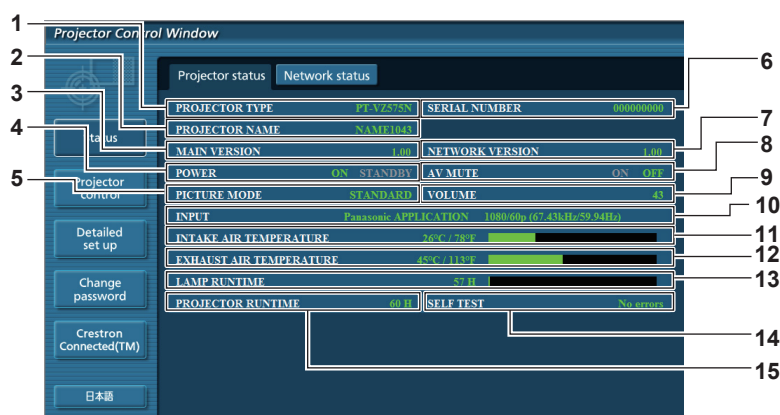 Projector Control Window
Projector status
Network status
1
2
3
4
5
6
7
8
9
10
11
12
13
14
15
PROJECTOR TYPE PT-VZ575N
SERIAL NUMBER 000000000
PROJECTOR NAME NAME1043
MAIN VERSION 1.00
NETWORK VERSION 1.00
POWER ON STANDBY
AV MUTE ON OFF
PICTURE MODE STANDARD
VOLUME 43
INPUT Panasonic APPLICATION 1080/60p (67.43kHz/59.94Hz)
INTAKE AIR TEMPERATURE 26°C / 78°F
EXHAUST AIR TEMPERATURE 45°C / 113°F
LAMP RUNTIME 57 H
PROJECTOR RUNTIME 60 H
SELF TEST No errors
Status
Projector
control
Detailed
set up
Change
password
Crestron
Connected(TM)
日本語